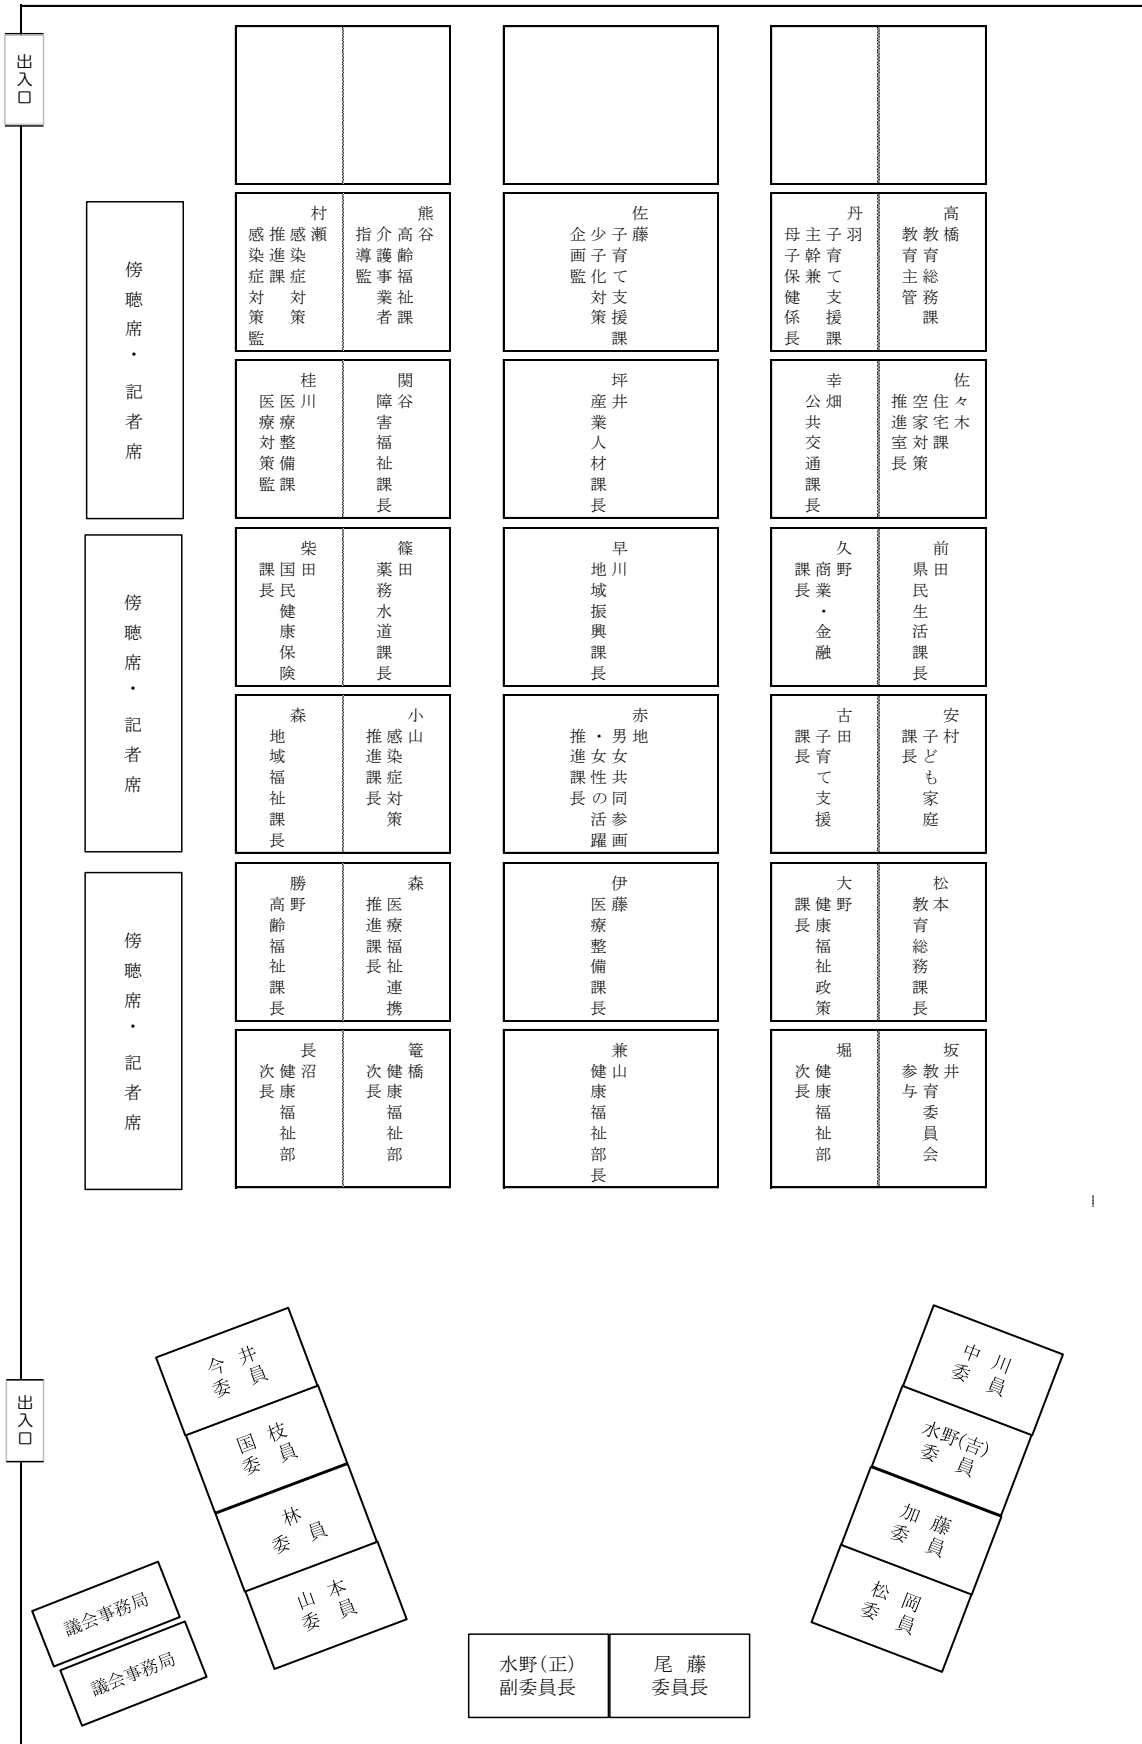 出入口
傍聴席・記者席
傍聴席・記者席
傍聴席・記者席
村瀬
感染症対策
推進課
感染症対策監
熊谷
高齢福祉課
介護事業者
指導監
佐藤
子育て支援課
少子化対策
企画監
丹羽
子育て支援課
主幹兼
母子保健係長
高橋
教育総務課
教育主管
桂川
医療整備課
医療対策監
関谷
障害福祉課長
坪井
産業人材課長
幸畑
公共交通課長
佐々木
住宅課
空家対策
推進室長
柴田
国民健康保険
課長
篠田
薬務水道課長
早川
地域振興課長
久野
商業・金融
課長
前田
県民生活課長
森
地域福祉課長
小山
感染症対策
推進課長
赤地
男女共同参画
・女性の活躍
推進課長
古田
子育て支援
課長
安村
子ども家庭
課長
勝野
高齢福祉課長
森
医療福祉連携
推進課長
伊藤
医療整備課長
大野
健康福祉政策
課長
松本
教育総務課長
長沼
健康福祉部
次長
篭橋
健康福祉部
次長
兼山
健康福祉部長
堀
健康福祉部
次長
坂井
教育委員会
参与
出入口
今井
委員
国枝
委員
林
委員
山本
委員
中川
委員
水野(吉)
委員
加藤
委員
松岡
委員
議会事務局
議会事務局
水野(正)
副委員長
尾藤
委員長